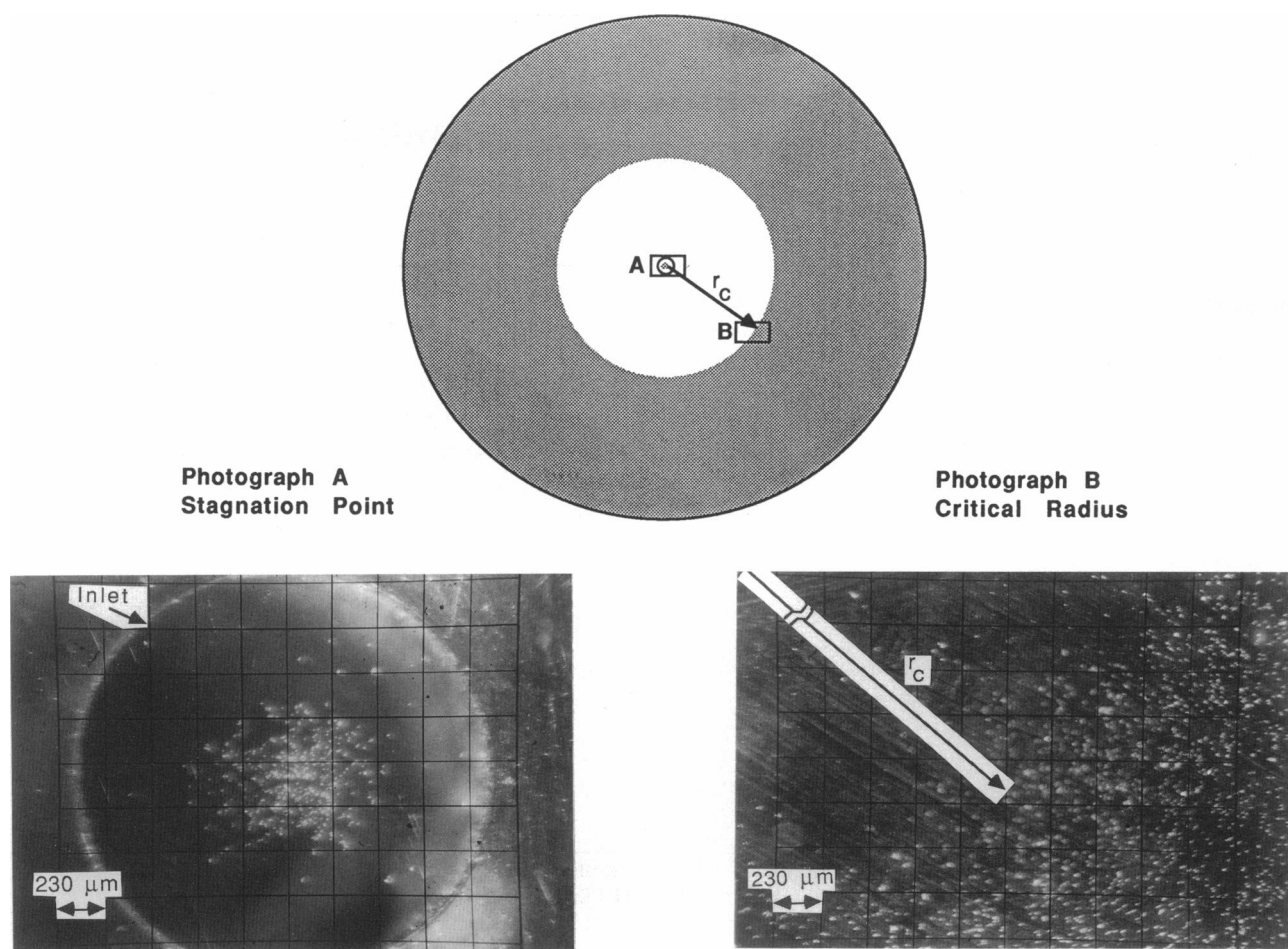 A
r_c
B
Photograph A
Stagnation Point
Photograph B
Critical Radius
Inlet
230 μm
r_c
230 μm